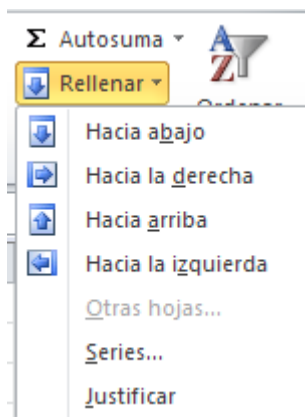 Σ Autosuma
Rellenar
Hacia abajo
Hacia la derecha
Hacia arriba
Hacia la izquierda
Otras hojas...
Series...
Justificar